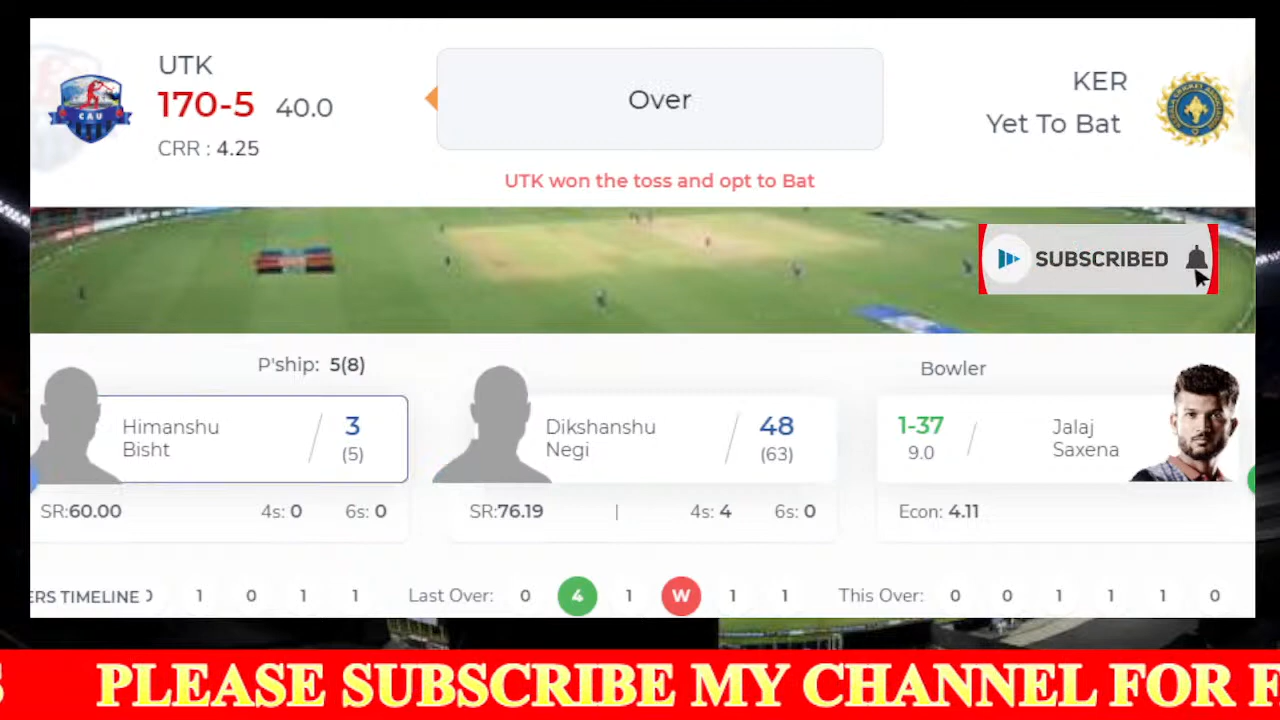 UTK
170-5 40.0
CRR : 4.25
CAU
Over
KER
Yet To Bat
UTK won the toss and opt to Bat
SUBSCRIBED
P'ship: 5(8)
Bowler
Himanshu
Bisht
3
(5)
Dikshanshu
Negi
48
(63)
1-37
9.0
Jalaj
Saxena
SR:60.00 4s: 0 6s: 0
SR:76.19 | 4s: 4 6s: 0
Econ: 4.11
ERS TIMELINE 1 0 1 1 Last Over: 0 4 1 W 1 1 This Over: 0 0 1 1 1 0
S PLEASE SUBSCRIBE MY CHANNEL FOR F